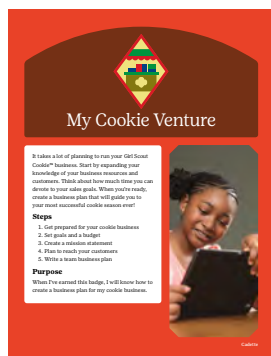 My Cookie Venture
It takes a lot of planning to run your Girl Scout
Cookie™ business. Start by expanding your
knowledge of your business resources and
customers. Think about how much time you can
devote to your sales goals. When you're ready,
create a business plan that will guide you to
your most successful cookie season ever!
Steps
1. Get prepared for your cookie business
2. Set goals and a budget
3. Create a mission statement
4. Plan to reach your customers
5. Write a team business plan
Purpose
When I've earned this badge, I will know how to
create a business plan for my cookie business.
Cadette